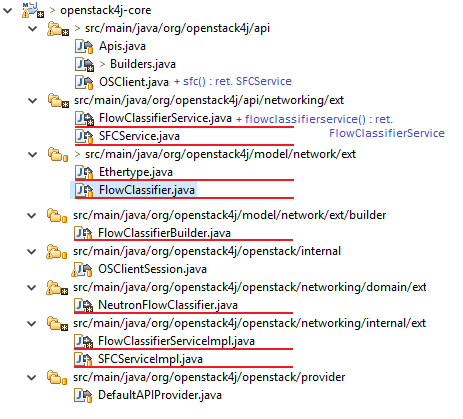 > openstack4j-core
> src/main/java/org/openstack4j/api
Apis.java
> Builders.java
OSClient.java + sfc() : ret. SFCService
src/main/java/org/openstack4j/api/networking/ext
FlowClassifierService.java + flowclassifierservice() : ret.
FlowClassifierService
SFCService.java
> src/main/java/org/openstack4j/model/network/ext
Ethertype.java
FlowClassifier.java
src/main/java/org/openstack4j/model/network/ext/builder
FlowClassifierBuilder.java
src/main/java/org/openstack4j/openstack/internal
OSClientSession.java
src/main/java/org/openstack4j/openstack/networking/domain/ext
NeutronFlowClassifier.java
src/main/java/org/openstack4j/openstack/networking/internal/ext
FlowClassifierServiceImpl.java
SFCServiceImpl.java
src/main/java/org/openstack4j/openstack/provider
DefaultAPIProvider.java